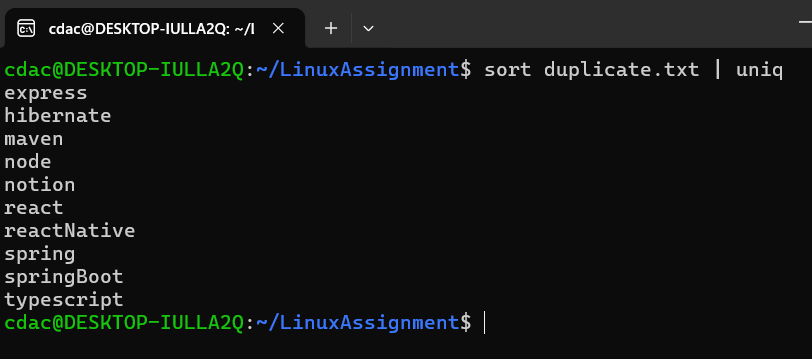 cdac@DESKTOP-IULLA2Q: ~/l
cdac@DESKTOP-IULLA2Q:~/LinuxAssignment$ sort duplicate.txt | uniq
express
hibernate
maven
node
notion
react
reactNative
spring
springBoot
typescript
cdac@DESKTOP-IULLA2Q:~/LinuxAssignment$